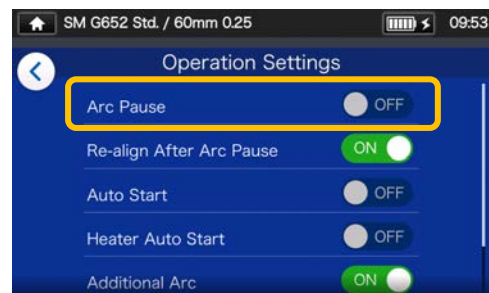 SM G652 Std. / 60mm 0.25 09:53
Operation Settings
Arc Pause OFF
Re-align After Arc Pause ON
Auto Start OFF
Heater Auto Start OFF
Additional Arc ON